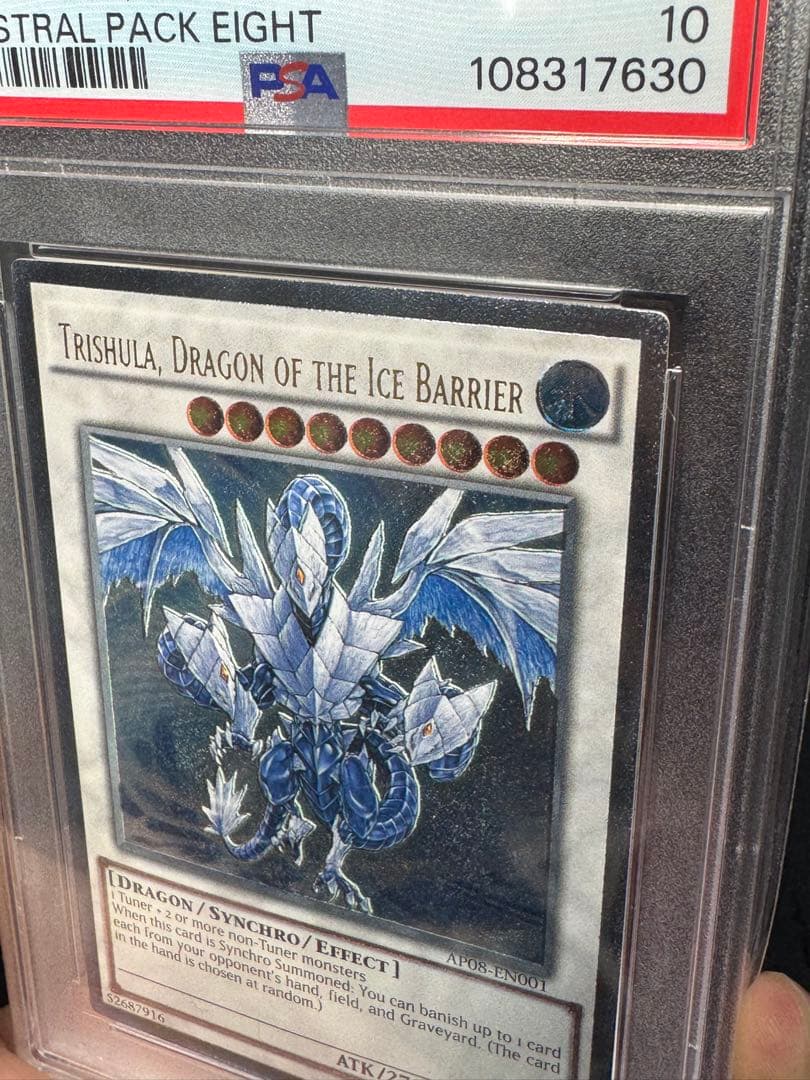 STRAL PACK EIGHT 10
PSA 108317630
TRISHULA, DRAGON OF THE ICE BARRIER
AP08-EN001
[DRAGON / SYNCHRO / EFFECT]
1 Tuner + 2 or more non-Tuner monsters
When this card is Synchro Summoned: You can banish up to 1 card
each from your opponent's hand, field, and Graveyard. (The card
in the hand is chosen at random.)
52687916
ATK/27